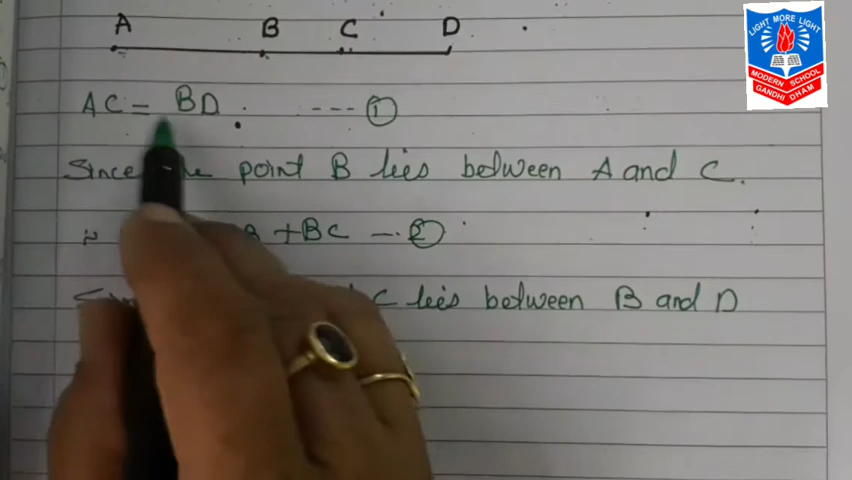 LIGHT MORE LIGHT
MODERN SCHOOL
GANDHI DHAM
A B C D
AC = BD. --- ①
Since point B lies between A and C.
+BC -- ②
C lies between B and D